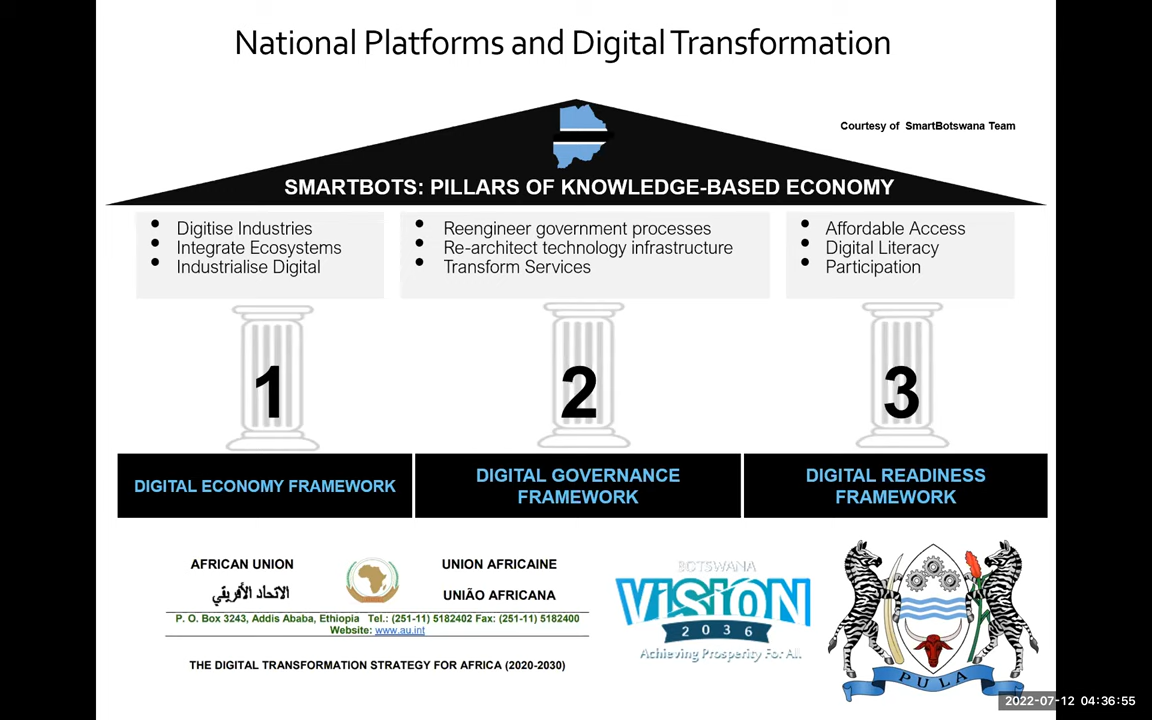 National Platforms and Digital Transformation
Courtesy of SmartBotswana Team
SMARTBOTS: PILLARS OF KNOWLEDGE-BASED ECONOMY
• Digitise Industries
• Integrate Ecosystems
• Industrialise Digital
• Reengineer government processes
• Re-architect technology infrastructure
• Transform Services
• Affordable Access
• Digital Literacy
• Participation
1
2
3
DIGITAL ECONOMY FRAMEWORK
DIGITAL GOVERNANCE
FRAMEWORK
DIGITAL READINESS
FRAMEWORK
AFRICAN UNION
UNION AFRICAINE
الاتحاد الأفريقي
UNIÃO AFRICANA
P. O. Box 3243, Addis Ababa, Ethiopia Tel.: (251-11) 5182402 Fax: (251-11) 5182400
Website: www.au.int
THE DIGITAL TRANSFORMATION STRATEGY FOR AFRICA (2020-2030)
BOTSWANA
VISION
2036
Achieving Prosperity For All
PULA
2022-07-12 04:36:55